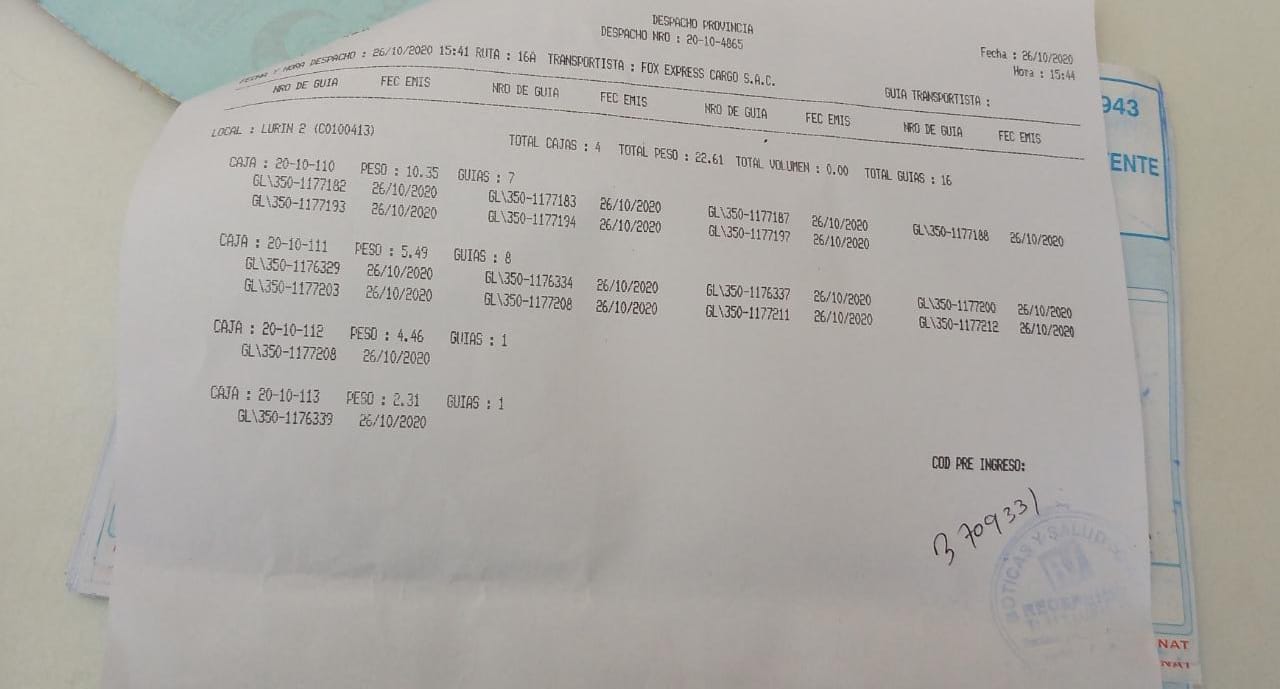 DESPACHO PROVINCIA
DESPACHO NRO : 20-10-4865
Fecha : 26/10/2020
Hora : 15:44
FECHA Y HORA DESPACHO : 26/10/2020 15:41 RUTA : 16A TRANSPORTISTA : FOX EXPRESS CARGO S.A.C.
GUIA TRANSPORTISTA :
NRO DE GUIA FEC EMIS NRO DE GUIA FEC EMIS NRO DE GUIA FEC EMIS NRO DE GUIA FEC EMIS
LOCAL : LURIN 2 (C0100413) TOTAL CAJAS : 4 TOTAL PESO : 22.61 TOTAL VOLUMEN : 0.00 TOTAL GUIAS : 16
CAJA : 20-10-110 PESO : 10.35 GUIAS : 7
GL\350-1177182 26/10/2020 GL\350-1177183 26/10/2020 GL\350-1177187 26/10/2020 GL\350-1177188 26/10/2020
GL\350-1177193 26/10/2020 GL\350-1177194 26/10/2020 GL\350-1177197 26/10/2020
CAJA : 20-10-111 PESO : 5.49 GUIAS : 8
GL\350-1176329 26/10/2020 GL\350-1176334 26/10/2020 GL\350-1176337 26/10/2020 GL\350-1177200 26/10/2020
GL\350-1177203 26/10/2020 GL\350-1177208 26/10/2020 GL\350-1177211 26/10/2020 GL\350-1177212 26/10/2020
CAJA : 20-10-112 PESO : 4.46 GUIAS : 1
GL\350-1177208 26/10/2020
CAJA : 20-10-113 PESO : 2.31 GUIAS : 1
GL\350-1176339 26/10/2020
COD PRE INGRESO:
3709331
BOTICAS Y SALUD
943
ENTE
NAT